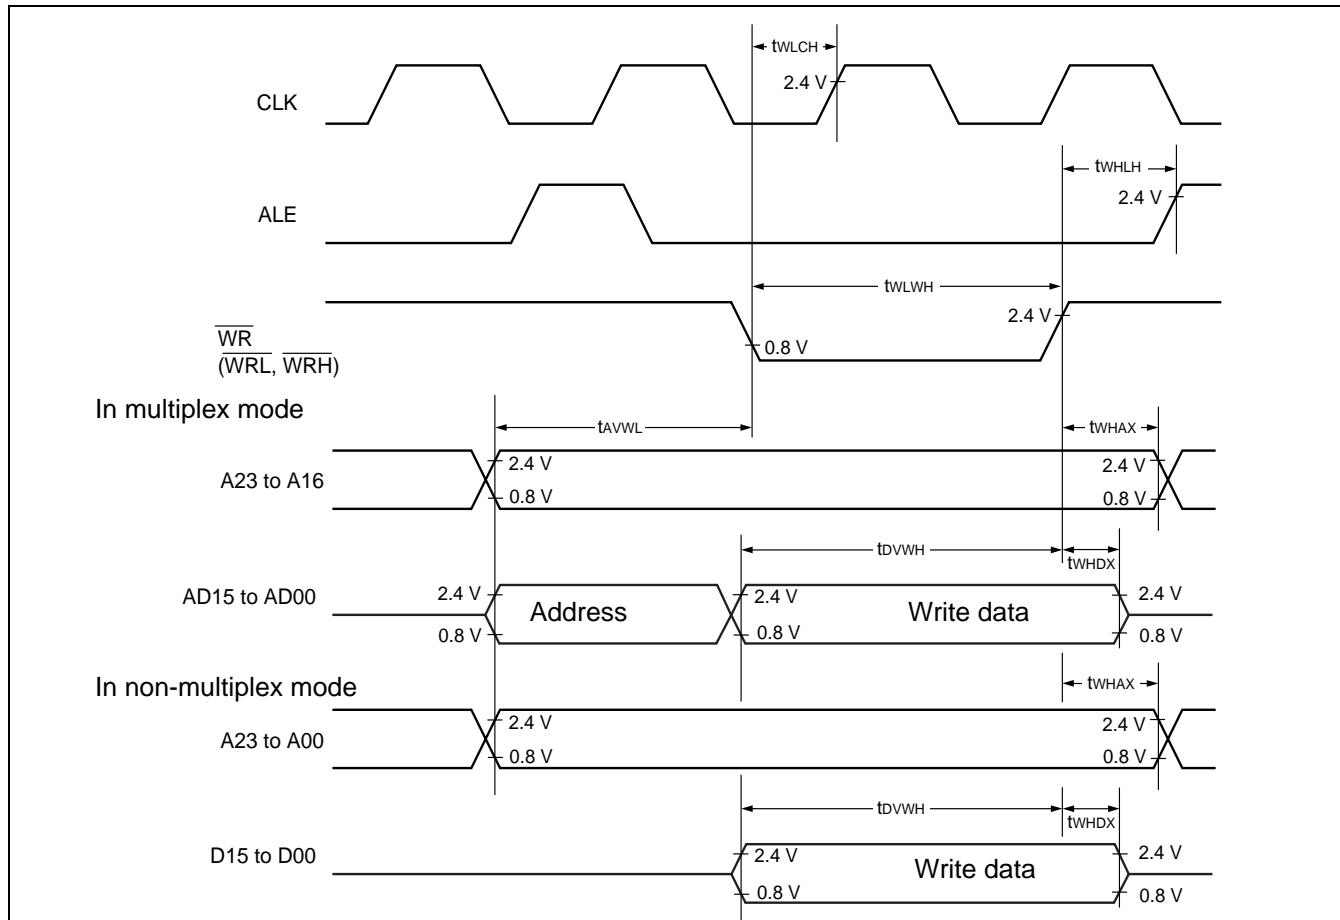 tWLCH
2.4 V
CLK
tWHLH
2.4 V
ALE
tWLWH
2.4 V
WR
0.8 V
(WRL, WRH)
In multiplex mode
tAVWL
tWHAX
2.4 V 2.4 V
A23 to A16
0.8 V 0.8 V
tDVWH
tWHDX
2.4 V 2.4 V 2.4 V
AD15 to AD00
Address Write data
0.8 V 0.8 V 0.8 V
In non-multiplex mode
tWHAX
2.4 V 2.4 V
A23 to A00
0.8 V 0.8 V
tDVWH
tWHDX
2.4 V 2.4 V
D15 to D00
Write data
0.8 V 0.8 V